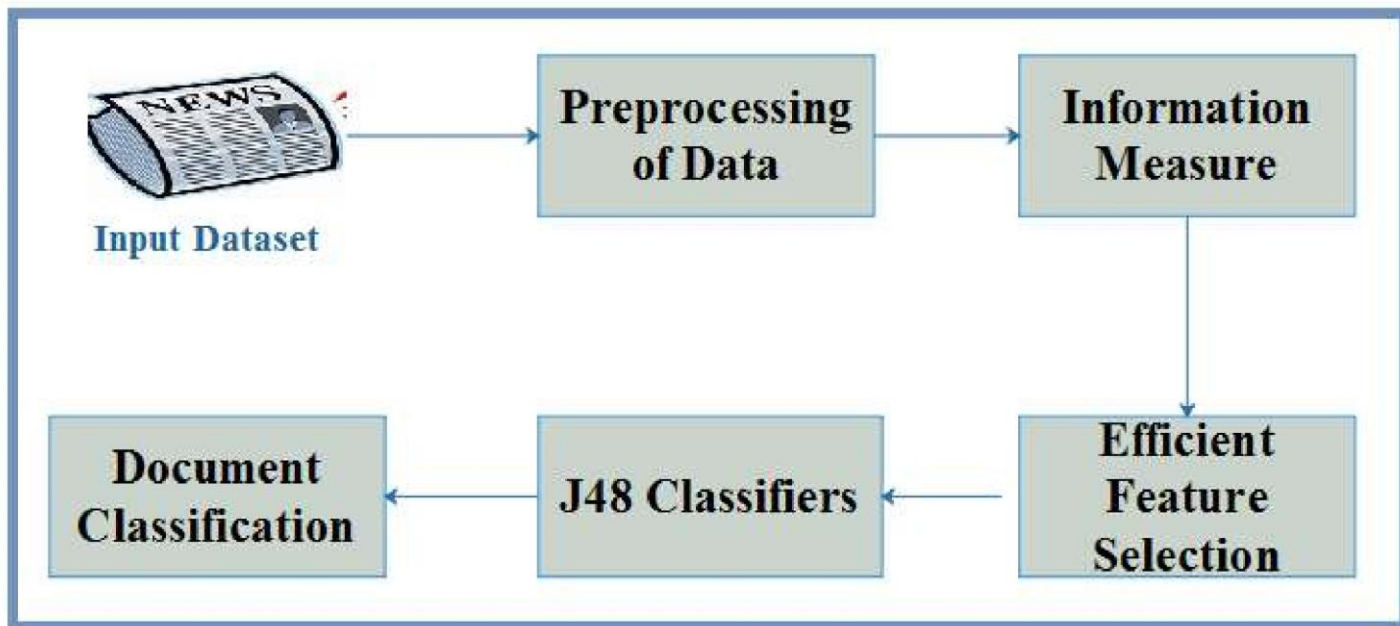 NEWS
Input Dataset
Preprocessing
of Data
Information
Measure
Efficient
Feature
Selection
J48 Classifiers
Document
Classification